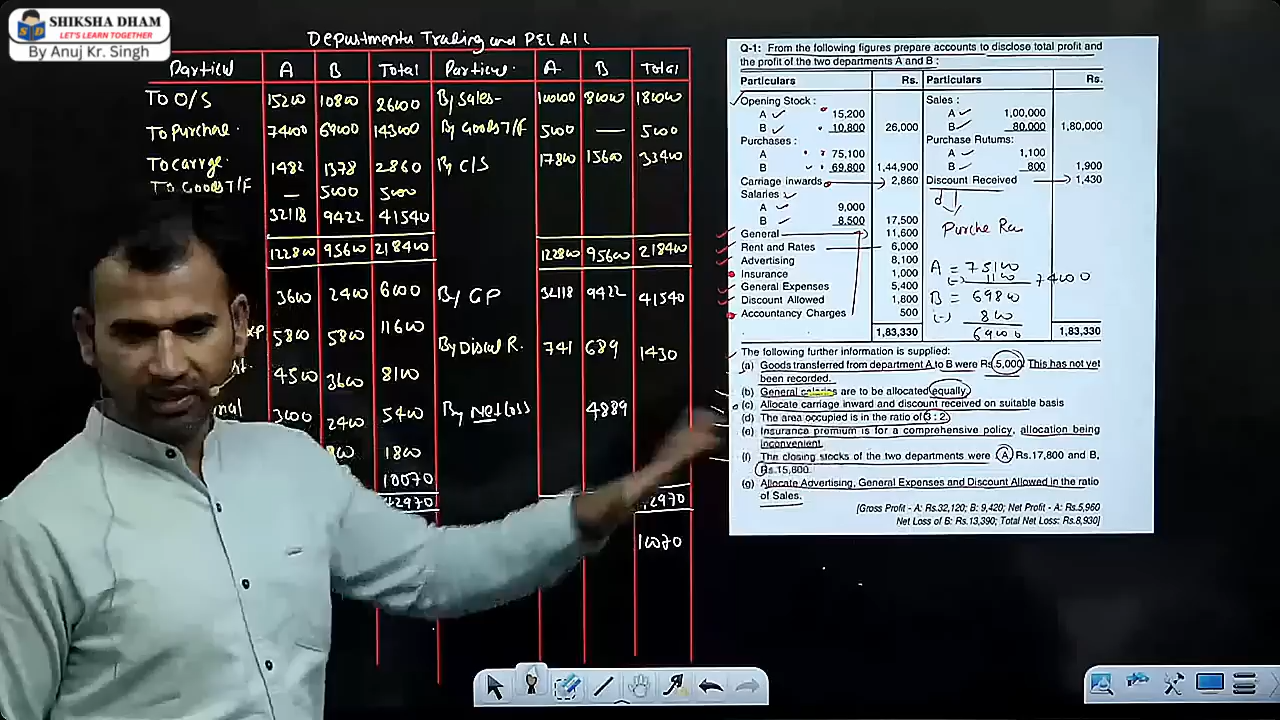 SHIKSHA DHAM
LET'S LEARN TOGETHER
By Anuj Kr. Singh
Departmental Trading and P&L A/c
Particul A B Total Particus. A B Total
To O/S 15200 10800 26000 By Sales- 100000 80000 180000
To purchase. 74000 69000 143000 By Goods T/F 5000 — 5000
To carrge. 1482 1378 2860 By C/S 17800 15600 33400
To Goods T/F — 5000 5000
32118 9422 41540
122800 95600 218400 122800 95600 218400
3600 2400 6000 By GP 32118 9422 41540
5800 5800 11600 By Discul R. 741 689 1430
4500 3600 8100
3000 2400 5400 By Net Loss 4889
1800
10070
42970 2970
10070
Q-1: From the following figures prepare accounts to disclose total profit and
the profit of the two departments A and B :
Particulars Rs. Particulars Rs.
Opening Stock : Sales :
A 15,200 A 1,00,000
B 10,800 26,000 B 80,000 1,80,000
Purchases : Purchase Rutums:
A 75,100 A 1,100
B 69,800 1,44,900 B 800 1,900
Carriage inwards 2,860 Discount Received 1,430
Salaries
A 9,000
B 8,500 17,500
General 11,600
Rent and Rates 6,000
Advertising 8,100
Insurance 1,000
General Expenses 5,400
Discount Allowed 1,800
Accountancy Charges 500
1,83,330 1,83,330
Purche Ru
A = 75100
(-) 1100 74000
B = 69800
(-) 800
69000
The following further information is supplied:
(a) Goods transferred from department A to B were Rs 5,000. This has not yet
been recorded.
(b) General salaries are to be allocated equally.
(c) Allocate carriage inward and discount received on suitable basis
(d) The area occupied is in the ratio of 3 : 2)
(e) Insurance premium is for a comprehensive policy, allocation being
inconvenient.
(f) The closing stocks of the two departments were A Rs.17,800 and B,
Rs.15,600.
(g) Allocate Advertising, General Expenses and Discount Allowed in the ratio
of Sales.
[Gross Profit - A: Rs.32,120; B: 9,420; Net Profit - A: Rs.5,960
Net Loss of B: Rs.13,390; Total Net Loss: Rs.8,930]